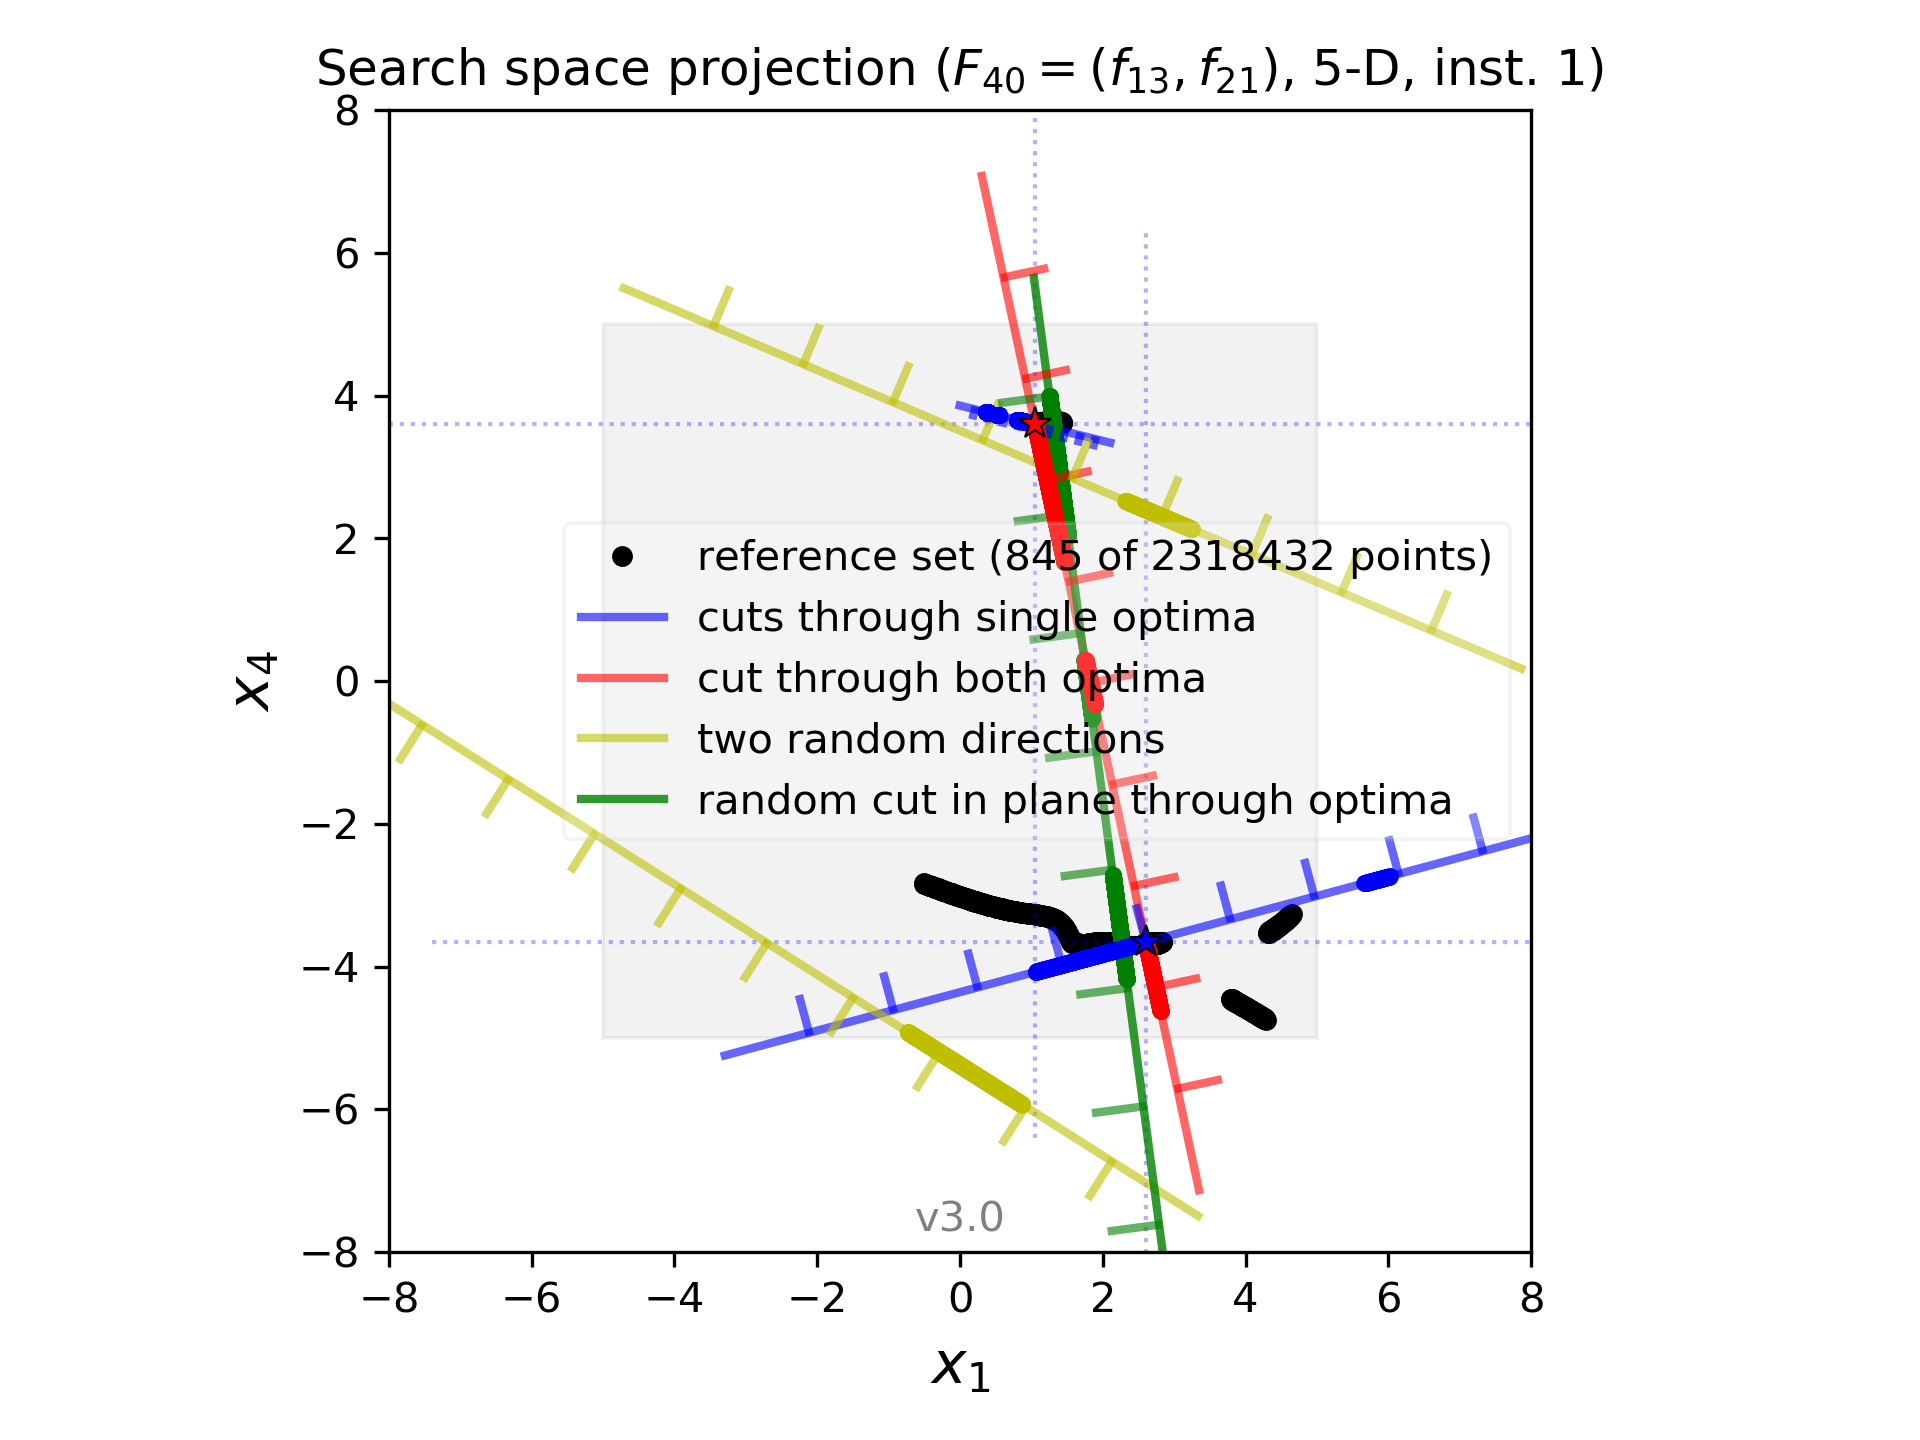 Search space projection (F40 = (f13, f21), 5-D, inst. 1)
8
6
4
2
0
−2
−4
−6
−8
x4
reference set (845 of 2318432 points)
cuts through single optima
cut through both optima
two random directions
random cut in plane through optima
v3.0
−8 −6 −4 −2 0 2 4 6 8
x1